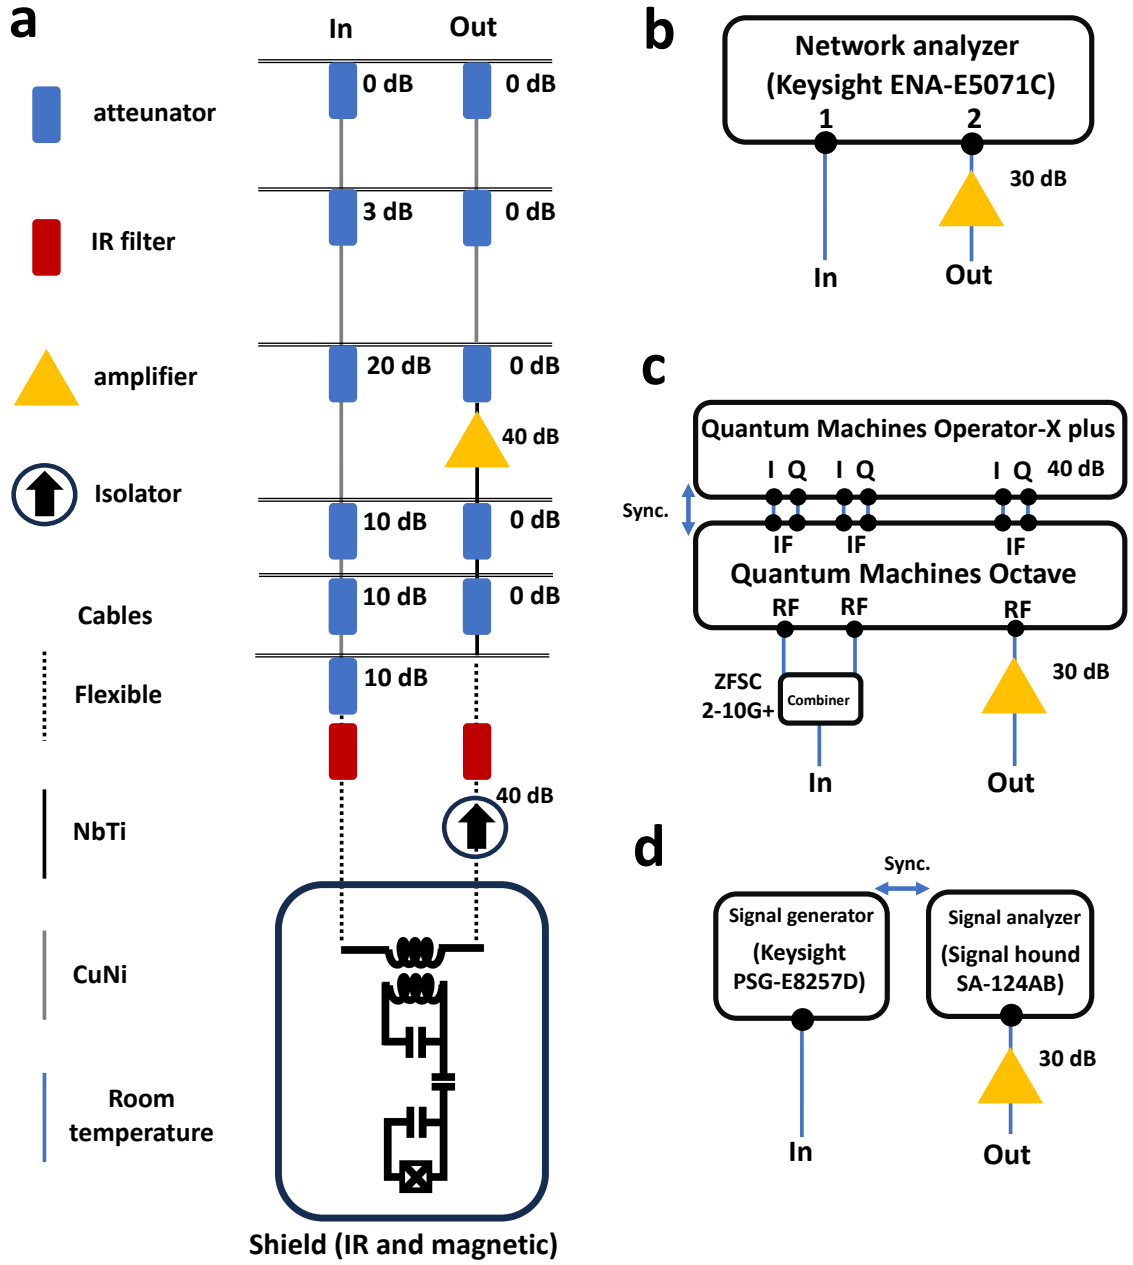 a
In
Out
0 dB
0 dB
atteunator
3 dB
0 dB
IR filter
20 dB
0 dB
amplifier
40 dB
Isolator
10 dB
0 dB
10 dB
0 dB
Cables
10 dB
Flexible
40 dB
NbTi
CuNi
Room
temperature
Shield (IR and magnetic)
b
Network analyzer
(Keysight ENA-E5071C)
1
2
30 dB
In
Out
c
Quantum Machines Operator-X plus
I Q I Q I Q 40 dB
Sync.
IF IF IF
Quantum Machines Octave
RF RF RF
ZFSC
2-10G+
Combiner
30 dB
In
Out
d
Sync.
Signal generator
(Keysight
PSG-E8257D)
Signal analyzer
(Signal hound
SA-124AB)
30 dB
In
Out